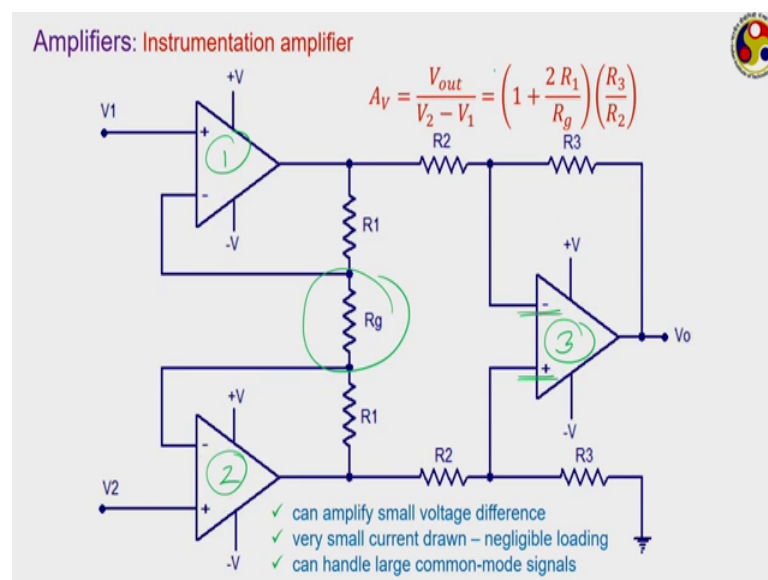 Amplifiers: Instrumentation amplifier
A_V = V_out / (V_2 − V_1) = (1 + 2 R_1 / R_g) (R_3 / R_2)
+V
V1
+
1
-
-V
R2
R3
R1
Rg
+V
-
3
+
-V
Vo
R1
+V
-
2
+
-V
V2
R2
R3
✓ can amplify small voltage difference
✓ very small current drawn – negligible loading
✓ can handle large common-mode signals